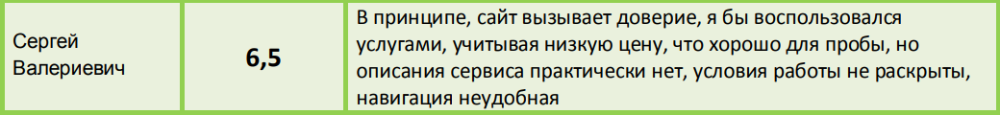 Сергей
Валериевич
6,5
В принципе, сайт вызывает доверие, я бы воспользовался
услугами, учитывая низкую цену, что хорошо для пробы, но
описания сервиса практически нет, условия работы не раскрыты,
навигация неудобная